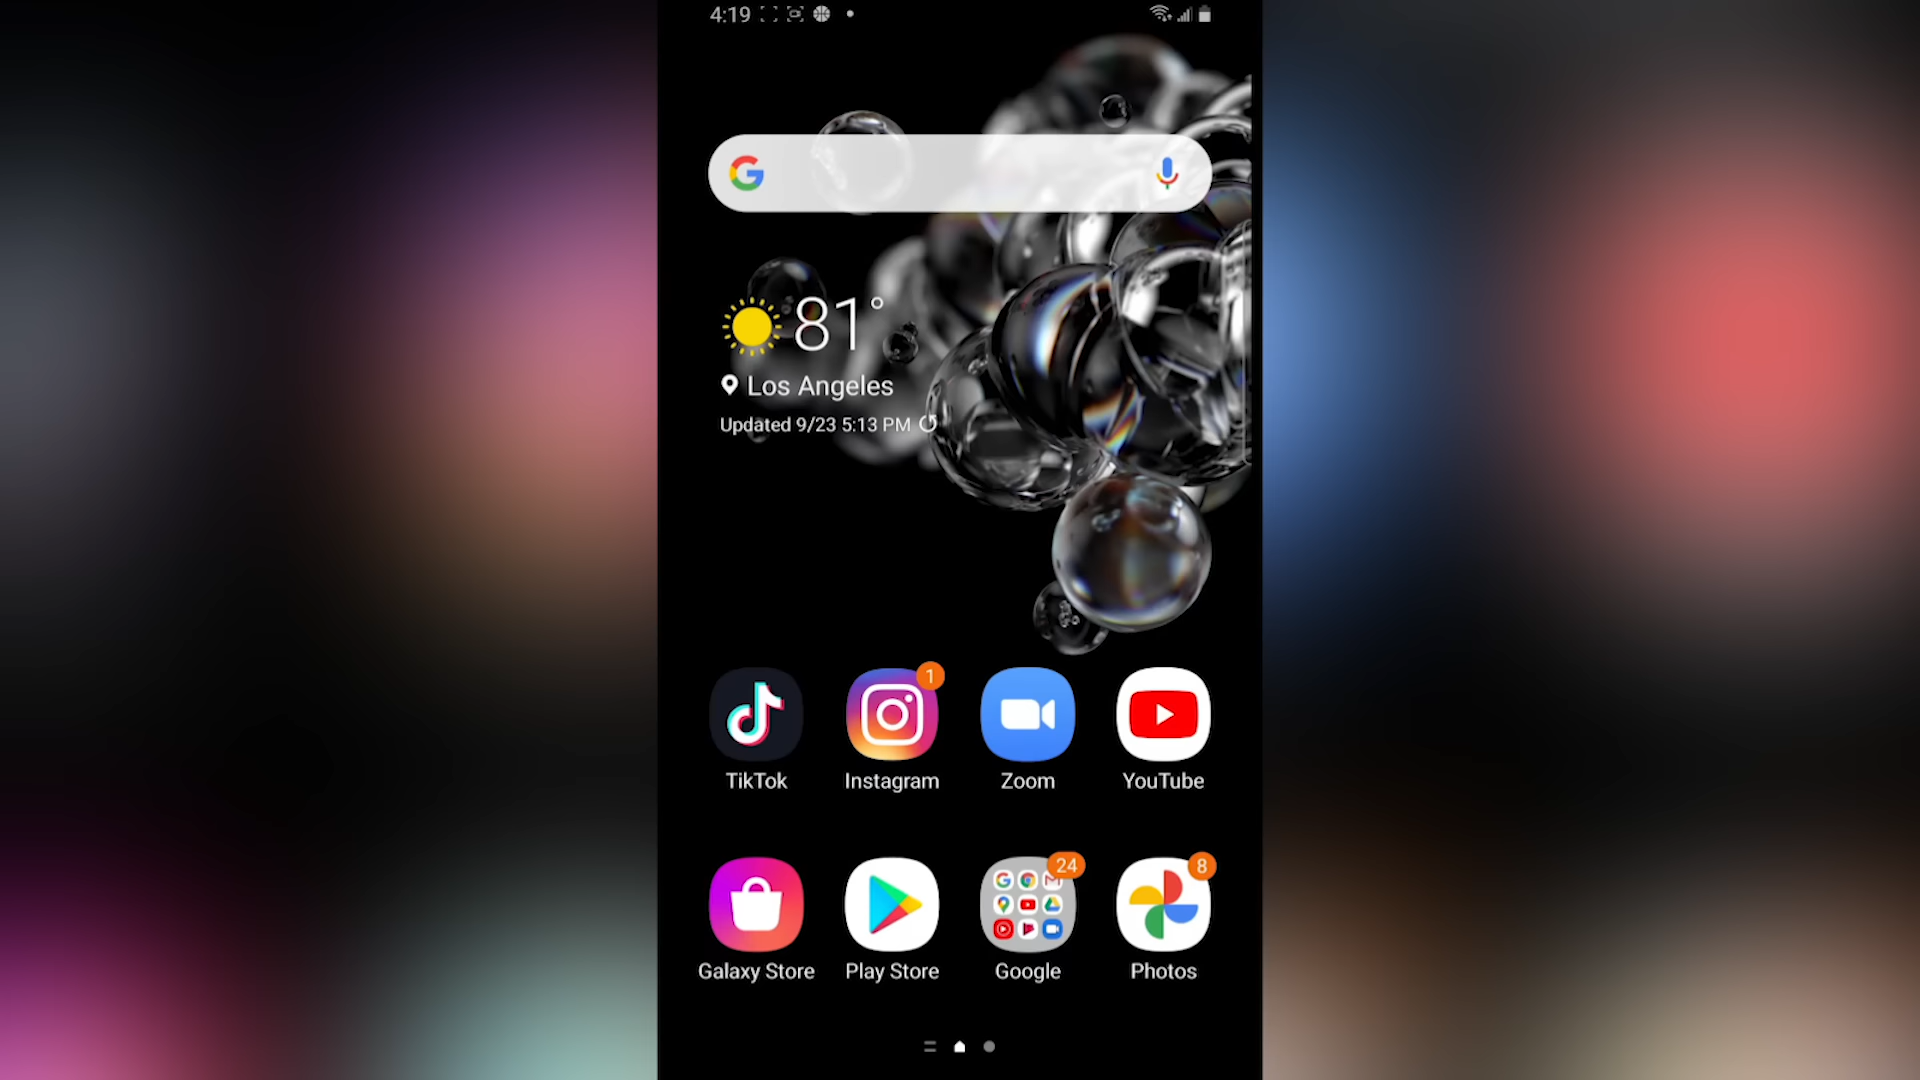 4:19
81°
Los Angeles
Updated 9/23 5:13 PM
1
TikTok Instagram Zoom YouTube
24 8
Galaxy Store Play Store Google Photos